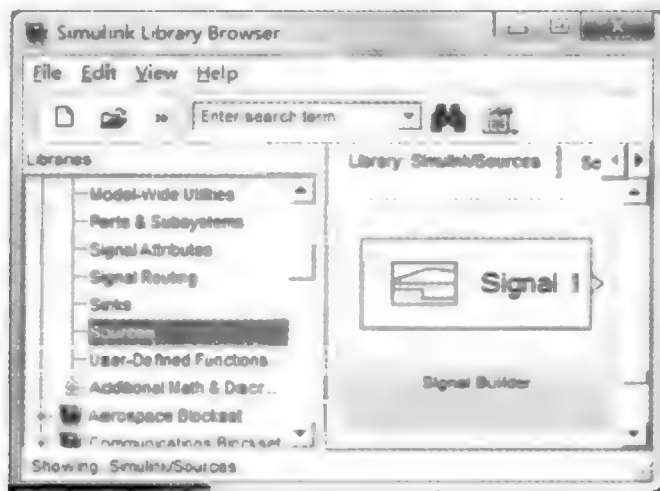 Simulink Library Browser
File Edit View Help
» Enter search term
Libraries
Library: Simulink/Sources
Model-Wide Utilities
Ports & Subsystems
Signal Attributes
Signal Routing
Sinks
Sources
User-Defined Functions
Additional Math & Discr...
Aerospace Blockset
Communications Blockset
Signal 1
Signal Builder
Showing: Simulink/Sources